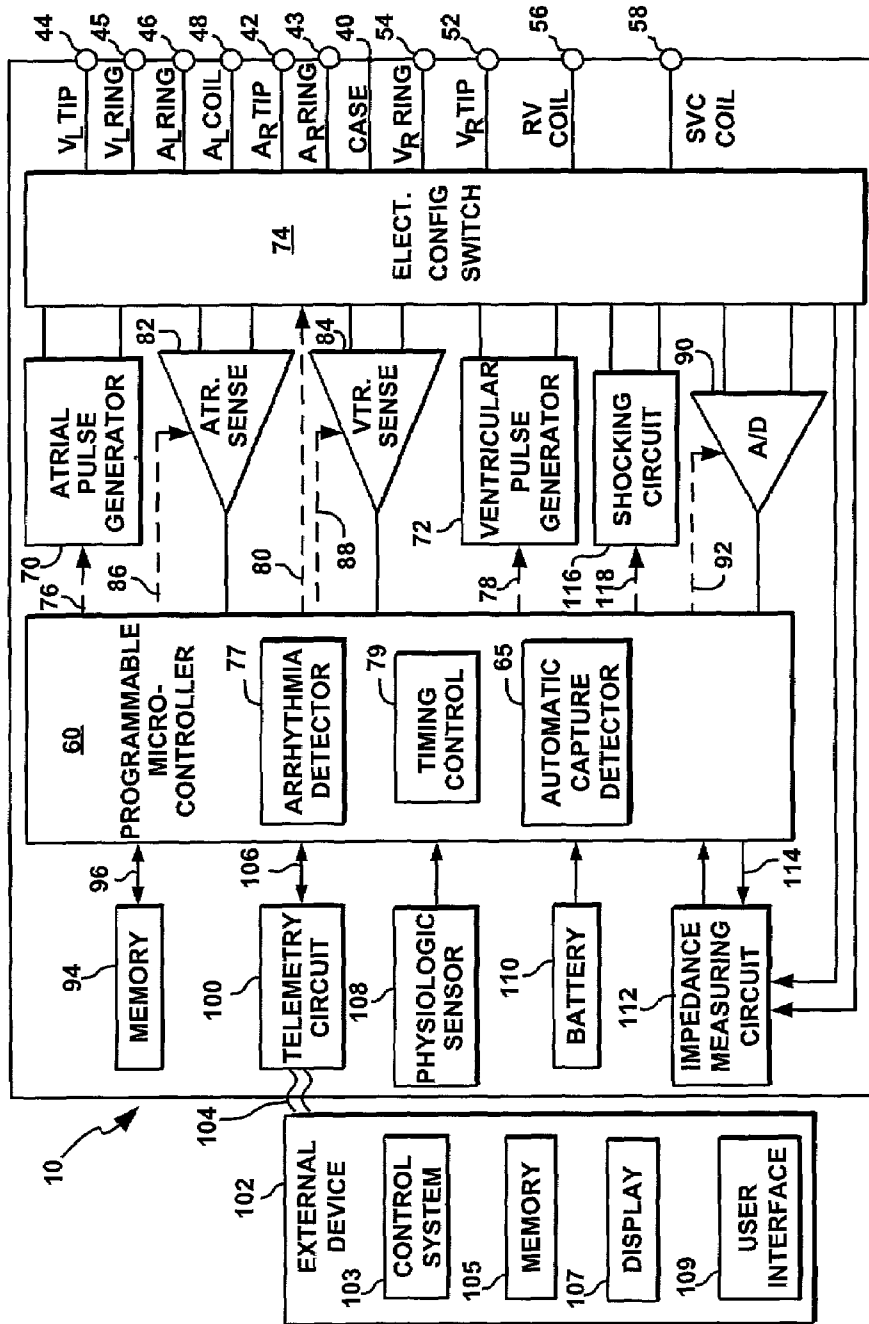 10
102
EXTERNAL
DEVICE
103
CONTROL
SYSTEM
105
MEMORY
107
DISPLAY
109
USER
INTERFACE
104
94
MEMORY
96
100
TELEMETRY
CIRCUIT
106
108
PHYSIOLOGIC
SENSOR
110
BATTERY
112
IMPEDANCE
MEASURING
CIRCUIT
114
60
PROGRAMMABLE
MICRO-
CONTROLLER
77
ARRHYTHMIA
DETECTOR
79
TIMING
CONTROL
65
AUTOMATIC
CAPTURE
DETECTOR
70
76
ATRIAL
PULSE
GENERATOR
82
86
ATR.
SENSE
80
84
88
VTR.
SENSE
72
78
VENTRICULAR
PULSE
GENERATOR
116
118
SHOCKING
CIRCUIT
90
92
A/D
74
ELECT.
CONFIG
SWITCH
VL TIP 44
VL RING 45
AL RING 46
AL COIL 48
AR TIP 42
AR RING 43
CASE 40
VR RING 54
VR TIP 52
RV
COIL 56
SVC
COIL 58